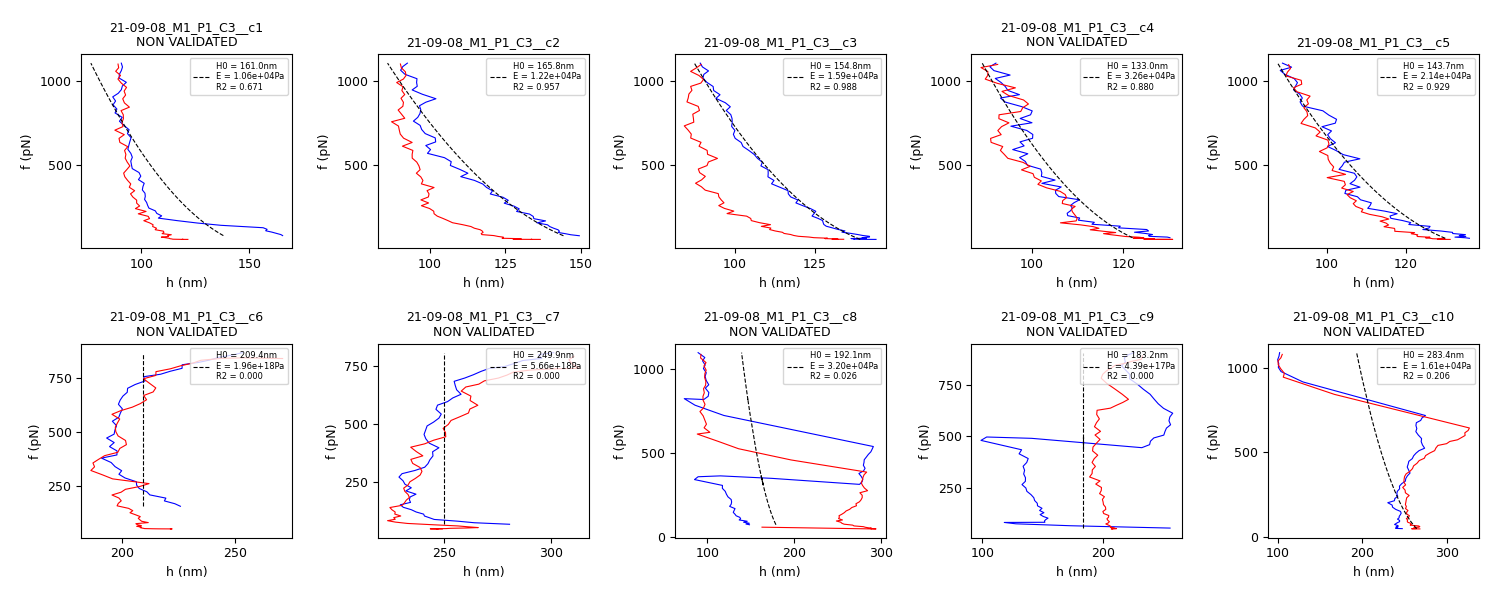 21-09-08_M1_P1_C3__c1
NON VALIDATED
H0 = 161.0nm
E = 1.06e+04Pa
R2 = 0.671
1000
500
f (pN)
100 150
h (nm)
21-09-08_M1_P1_C3__c2
H0 = 165.8nm
E = 1.22e+04Pa
R2 = 0.957
1000
500
f (pN)
100 125 150
h (nm)
21-09-08_M1_P1_C3__c3
H0 = 154.8nm
E = 1.59e+04Pa
R2 = 0.988
1000
500
f (pN)
100 125
h (nm)
21-09-08_M1_P1_C3__c4
NON VALIDATED
H0 = 133.0nm
E = 3.26e+04Pa
R2 = 0.880
1000
500
f (pN)
100 120
h (nm)
21-09-08_M1_P1_C3__c5
H0 = 143.7nm
E = 2.14e+04Pa
R2 = 0.929
1000
500
f (pN)
100 120
h (nm)
21-09-08_M1_P1_C3__c6
NON VALIDATED
H0 = 209.4nm
E = 1.96e+18Pa
R2 = 0.000
750
500
250
f (pN)
200 250
h (nm)
21-09-08_M1_P1_C3__c7
NON VALIDATED
H0 = 249.9nm
E = 5.66e+16Pa
R2 = 0.000
750
500
250
f (pN)
250 300
h (nm)
21-09-08_M1_P1_C3__c8
NON VALIDATED
H0 = 192.1nm
E = 3.20e+04Pa
R2 = 0.026
1000
500
0
f (pN)
100 200 300
h (nm)
21-09-08_M1_P1_C3__c9
NON VALIDATED
H0 = 183.2nm
E = 4.39e+17Pa
R2 = 0.000
750
500
250
f (pN)
100 200
h (nm)
21-09-08_M1_P1_C3__c10
NON VALIDATED
H0 = 283.4nm
E = 1.61e+04Pa
R2 = 0.206
1000
500
0
f (pN)
100 200 300
h (nm)